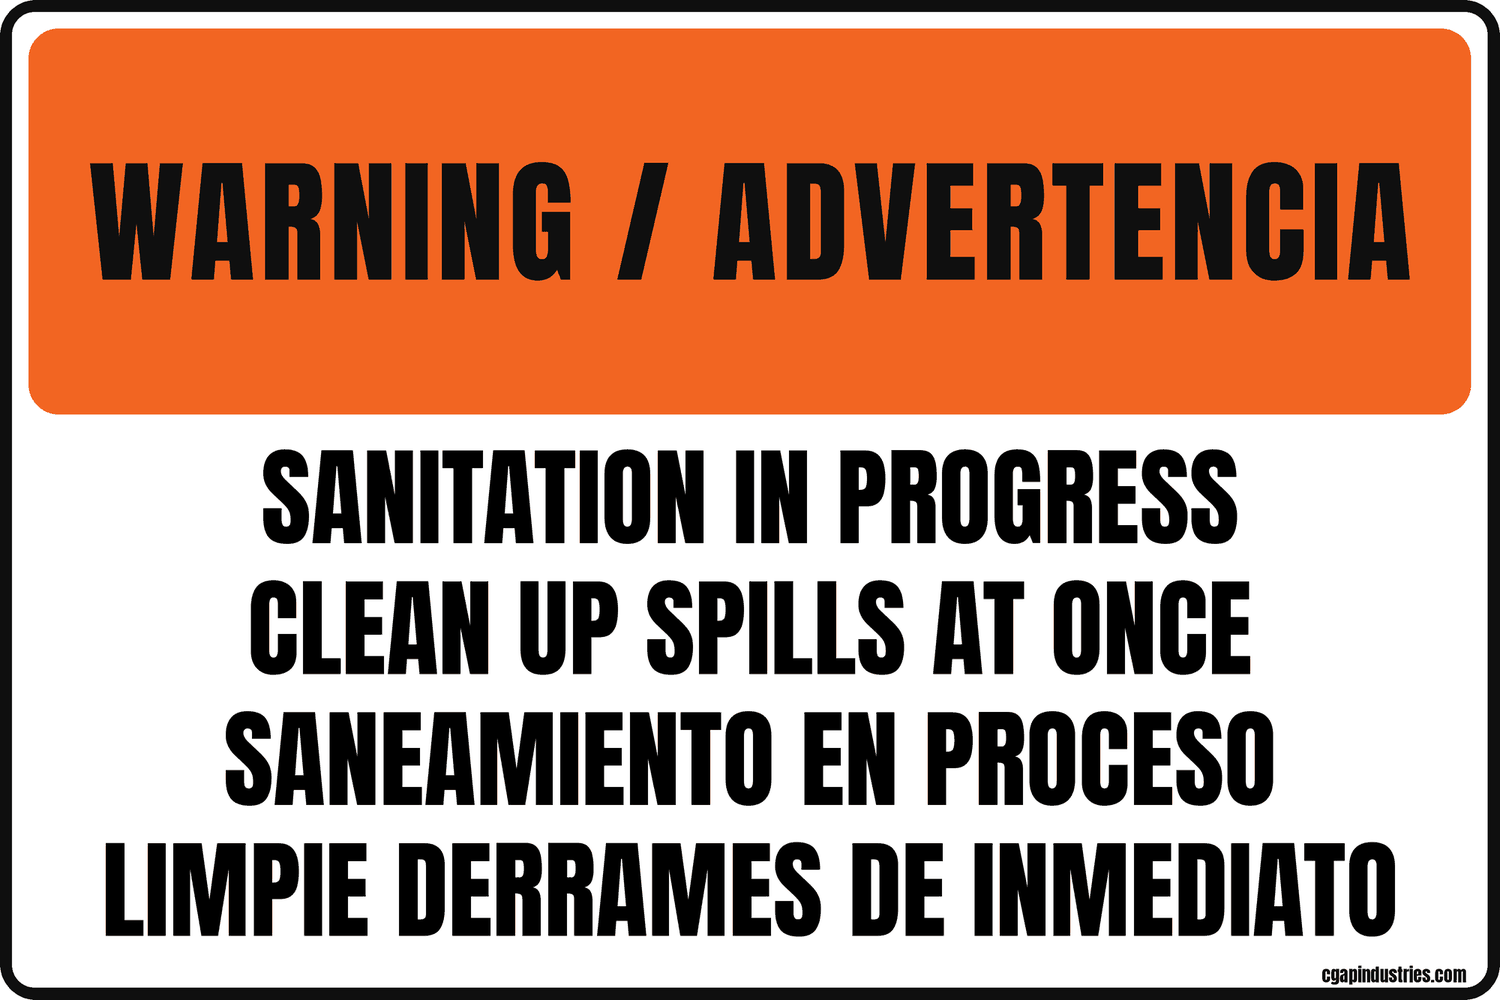 WARNING / ADVERTENCIA
SANITATION IN PROGRESS
CLEAN UP SPILLS AT ONCE
SANEAMIENTO EN PROCESO
LIMPIE DERRAMES DE INMEDIATO
cgapindustries.com